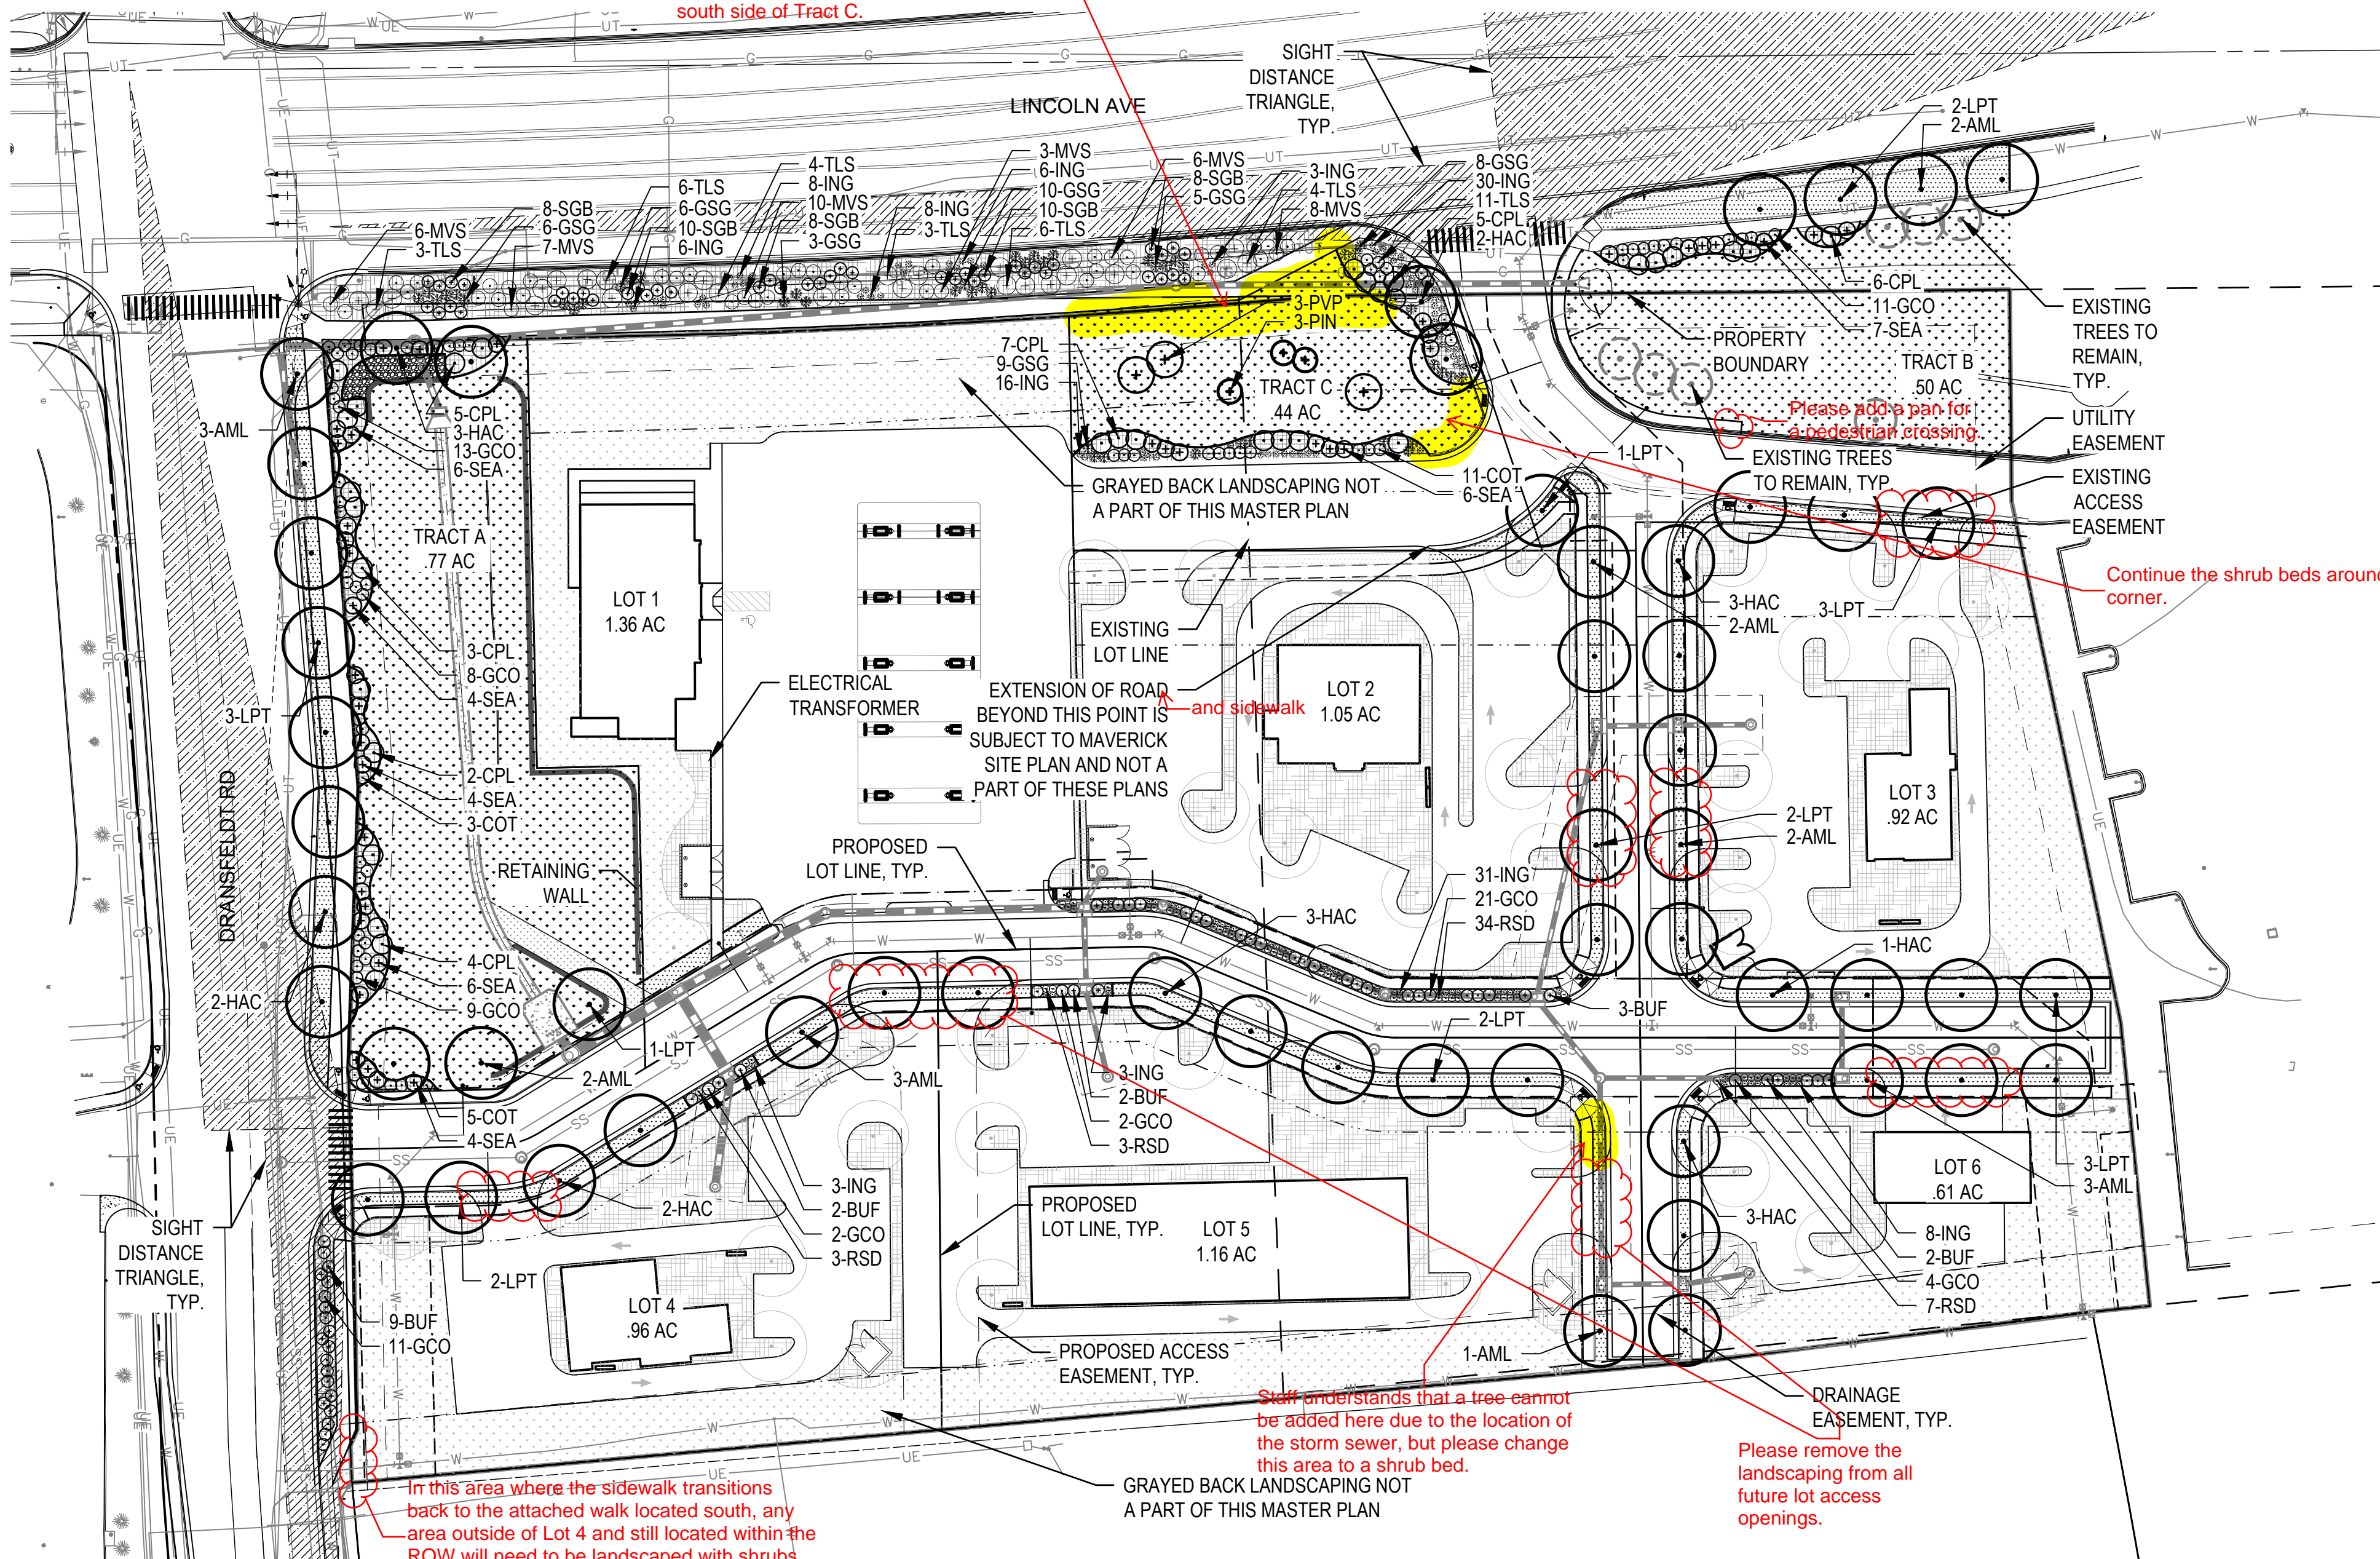 south side of Tract C.
SIGHT
DISTANCE
TRIANGLE,
TYP.
LINCOLN AVE
2-LPT
2-AML
6-MVS
3-TLS
8-SGB
6-GSG
7-MVS
6-TLS
6-GSG
10-SGB
6-ING
4-TLS
8-ING
10-MVS
8-SGB
3-GSG
8-ING
3-TLS
3-MVS
6-ING
10-GSG
10-SGB
6-TLS
6-MVS
8-SGB
5-GSG
3-ING
4-TLS
8-MVS
8-GSG
30-ING
11-TLS
5-CPL
2-HAC
6-CPL
11-GCO
7-SEA
EXISTING
TREES TO
REMAIN,
TYP.
PROPERTY
BOUNDARY
TRACT B
.50 AC
3-PVP
3-PIN
7-CPL
9-GSG
16-ING
TRACT C
.44 AC
Please add a pan for
a pedestrian crossing.
UTILITY
EASEMENT
EXISTING TREES
TO REMAIN, TYP.
EXISTING
ACCESS
EASEMENT
3-AML
5-CPL
3-HAC
13-GCO
6-SEA
1-LPT
11-COT
6-SEA
GRAYED BACK LANDSCAPING NOT
A PART OF THIS MASTER PLAN
TRACT A
.77 AC
LOT 1
1.36 AC
Continue the shrub beds around
corner.
3-HAC
2-AML
3-LPT
EXISTING
LOT LINE
3-CPL
8-GCO
4-SEA
3-LPT
ELECTRICAL
TRANSFORMER
EXTENSION OF ROAD
BEYOND THIS POINT IS
SUBJECT TO MAVERICK
SITE PLAN AND NOT A
PART OF THESE PLANS
and sidewalk
LOT 2
1.05 AC
2-CPL
4-SEA
3-COT
DRANSFELDT RD
LOT 3
.92 AC
2-LPT
2-AML
PROPOSED
LOT LINE, TYP.
RETAINING
WALL
31-ING
21-GCO
34-RSD
3-HAC
1-HAC
4-CPL
6-SEA
9-GCO
2-HAC
3-BUF
2-LPT
1-LPT
2-AML
3-AML
3-ING
2-BUF
2-GCO
3-RSD
5-COT
4-SEA
3-ING
2-BUF
2-GCO
3-RSD
2-HAC
2-LPT
PROPOSED
LOT LINE, TYP.
LOT 5
1.16 AC
LOT 6
.61 AC
3-LPT
3-AML
3-HAC
8-ING
2-BUF
4-GCO
7-RSD
SIGHT
DISTANCE
TRIANGLE,
TYP.
LOT 4
.96 AC
9-BUF
11-GCO
1-AML
PROPOSED ACCESS
EASEMENT, TYP.
DRAINAGE
EASEMENT, TYP.
Staff understands that a tree cannot
be added here due to the location of
the storm sewer, but please change
this area to a shrub bed.
Please remove the
landscaping from all
future lot access
openings.
GRAYED BACK LANDSCAPING NOT
A PART OF THIS MASTER PLAN
In this area where the sidewalk transitions
back to the attached walk located south, any
area outside of Lot 4 and still located within the
ROW will need to be landscaped with shrubs